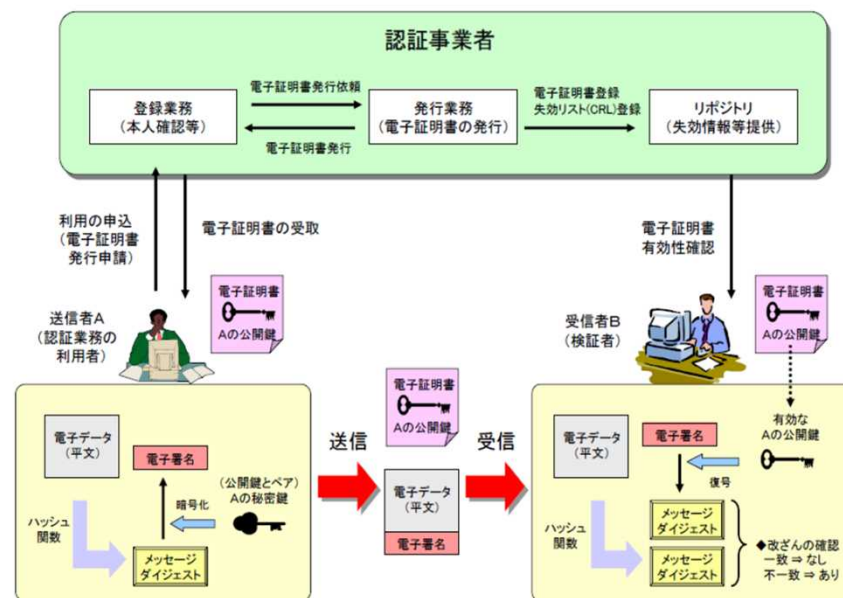 認証事業者
登録業務
(本人確認等)
電子証明書発行依頼
電子証明書発行
発行業務
(電子証明書の発行)
電子証明書登録
失効リスト(CRL)登録
リポジトリ
(失効情報等提供)
利用の申込
(電子証明書
発行申請)
電子証明書の受取
電子証明書
有効性確認
送信者A
(認証業務の
利用者)
電子証明書
Aの公開鍵
受信者B
(検証者)
電子証明書
Aの公開鍵
電子データ
(平文)
電子署名
(公開鍵とペア)
Aの秘密鍵
暗号化
ハッシュ
関数
メッセージ
ダイジェスト
送信
電子証明書
Aの公開鍵
電子データ
(平文)
電子署名
受信
電子データ
(平文)
電子署名
有効な
Aの公開鍵
復号
ハッシュ
関数
メッセージ
ダイジェスト
メッセージ
ダイジェスト
◆改ざんの確認
一致 ⇒ なし
不一致 ⇒ あり